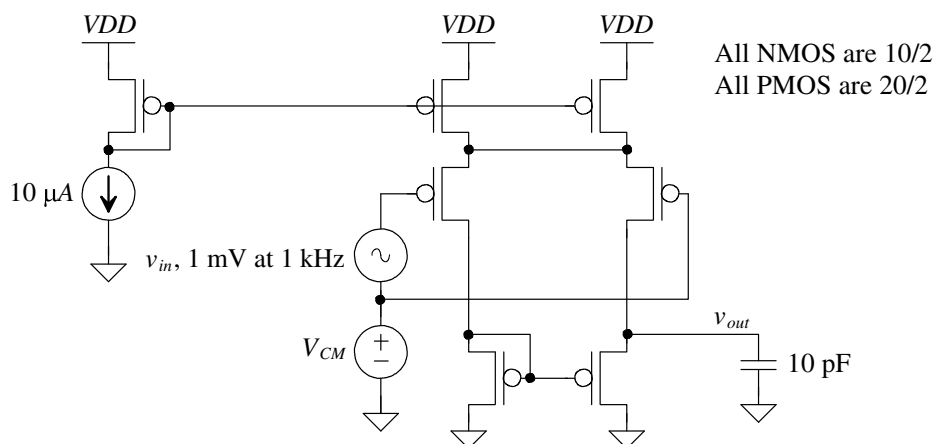 VDD
VDD
VDD
All NMOS are 10/2
All PMOS are 20/2
10 μA
v_in, 1 mV at 1 kHz
V_CM
+
−
v_out
10 pF